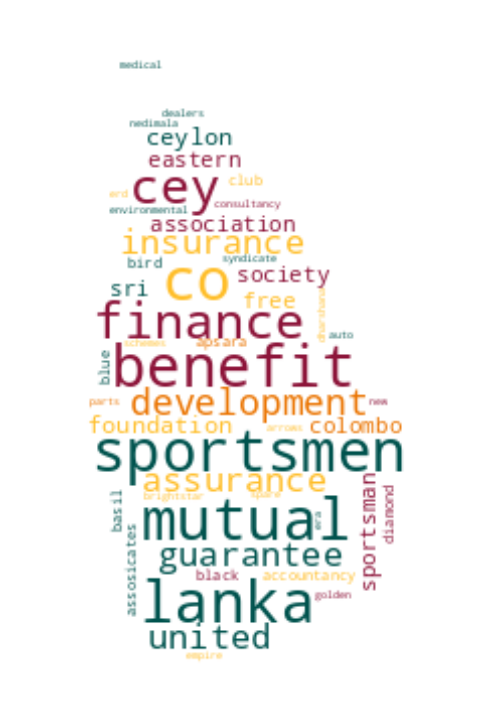 medical
dealers
nedimala
ceylon
eastern
cey club
erd
consultancy
environmental
association
insurance
bird syndicate
co society
sri
free
dharshana
finance
auto
schemes apsara
benefit
blue
parts development new
foundation arrows colombo
sportsmen
assurance
brightstar spare
basil
sportsman
diamond
mutual
era
guarantee
assosicates
black accountancy
lanka golden
united
empire